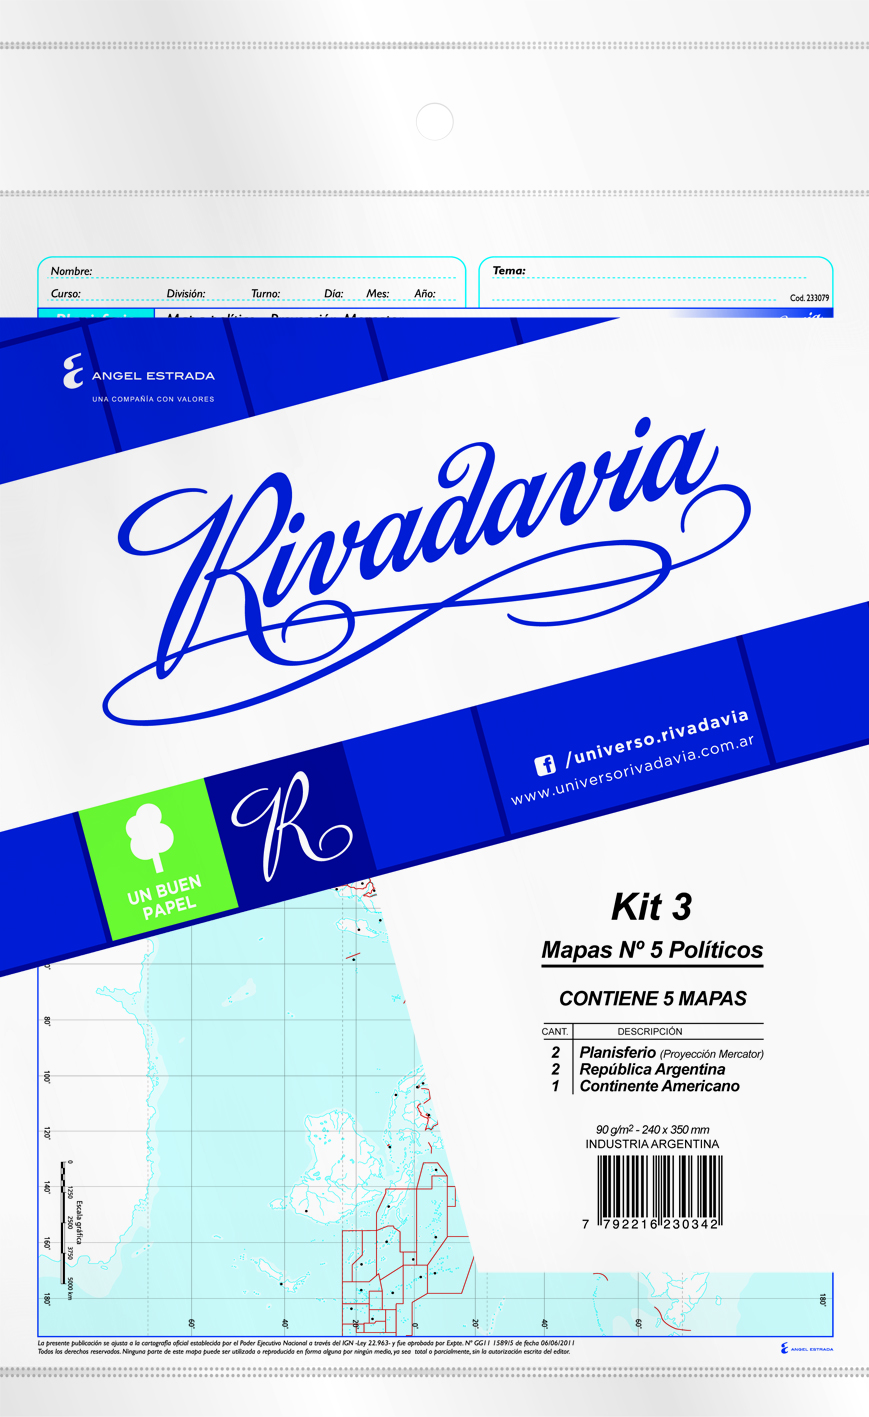 Nombre:
Curso: División: Turno: Día: Mes: Año:
Tema:
Cod. 233079
ANGEL ESTRADA
UNA COMPAÑÍA CON VALORES
Rivadavia
/universo.rivadavia
www.universorivadavia.com.ar
R
UN BUEN
PAPEL
Kit 3
Mapas Nº 5 Políticos
CONTIENE 5 MAPAS
CANT. DESCRIPCIÓN
2 Planisferio (Proyección Mercator)
2 República Argentina
1 Continente Americano
90 g/m2 - 240 x 350 mm
INDUSTRIA ARGENTINA
7 792216 230342
80°
100°
120°
140°
160°
180°
0 1250 2500 3750 5000 km
Escala gráfica
60° 40° 20° 0° 20° 40° 60° 180°
La presente publicación se ajusta a la cartografía oficial establecida por el Poder Ejecutivo Nacional a través del IGN -Ley 22.963- y fue aprobada por Expte. Nº GG11 1589/5 de fecha 06/06/2011
Todos los derechos reservados. Ninguna parte de este mapa puede ser utilizada o reproducida en forma alguna por ningún medio, ya sea total o parcialmente, sin la autorización escrita del editor.
ANGEL ESTRADA